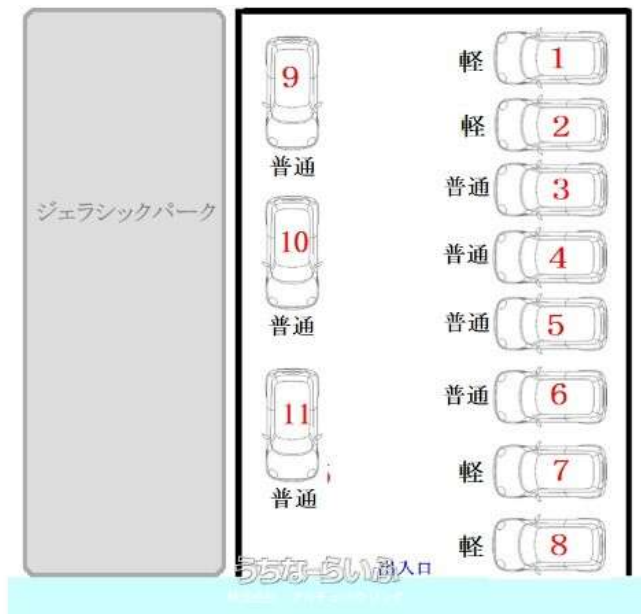 ジェラシックパーク
9
普通
10
普通
11
普通
軽 1
軽 2
普通 3
普通 4
普通 5
普通 6
軽 7
軽 8
出入口
うちなーらいふ